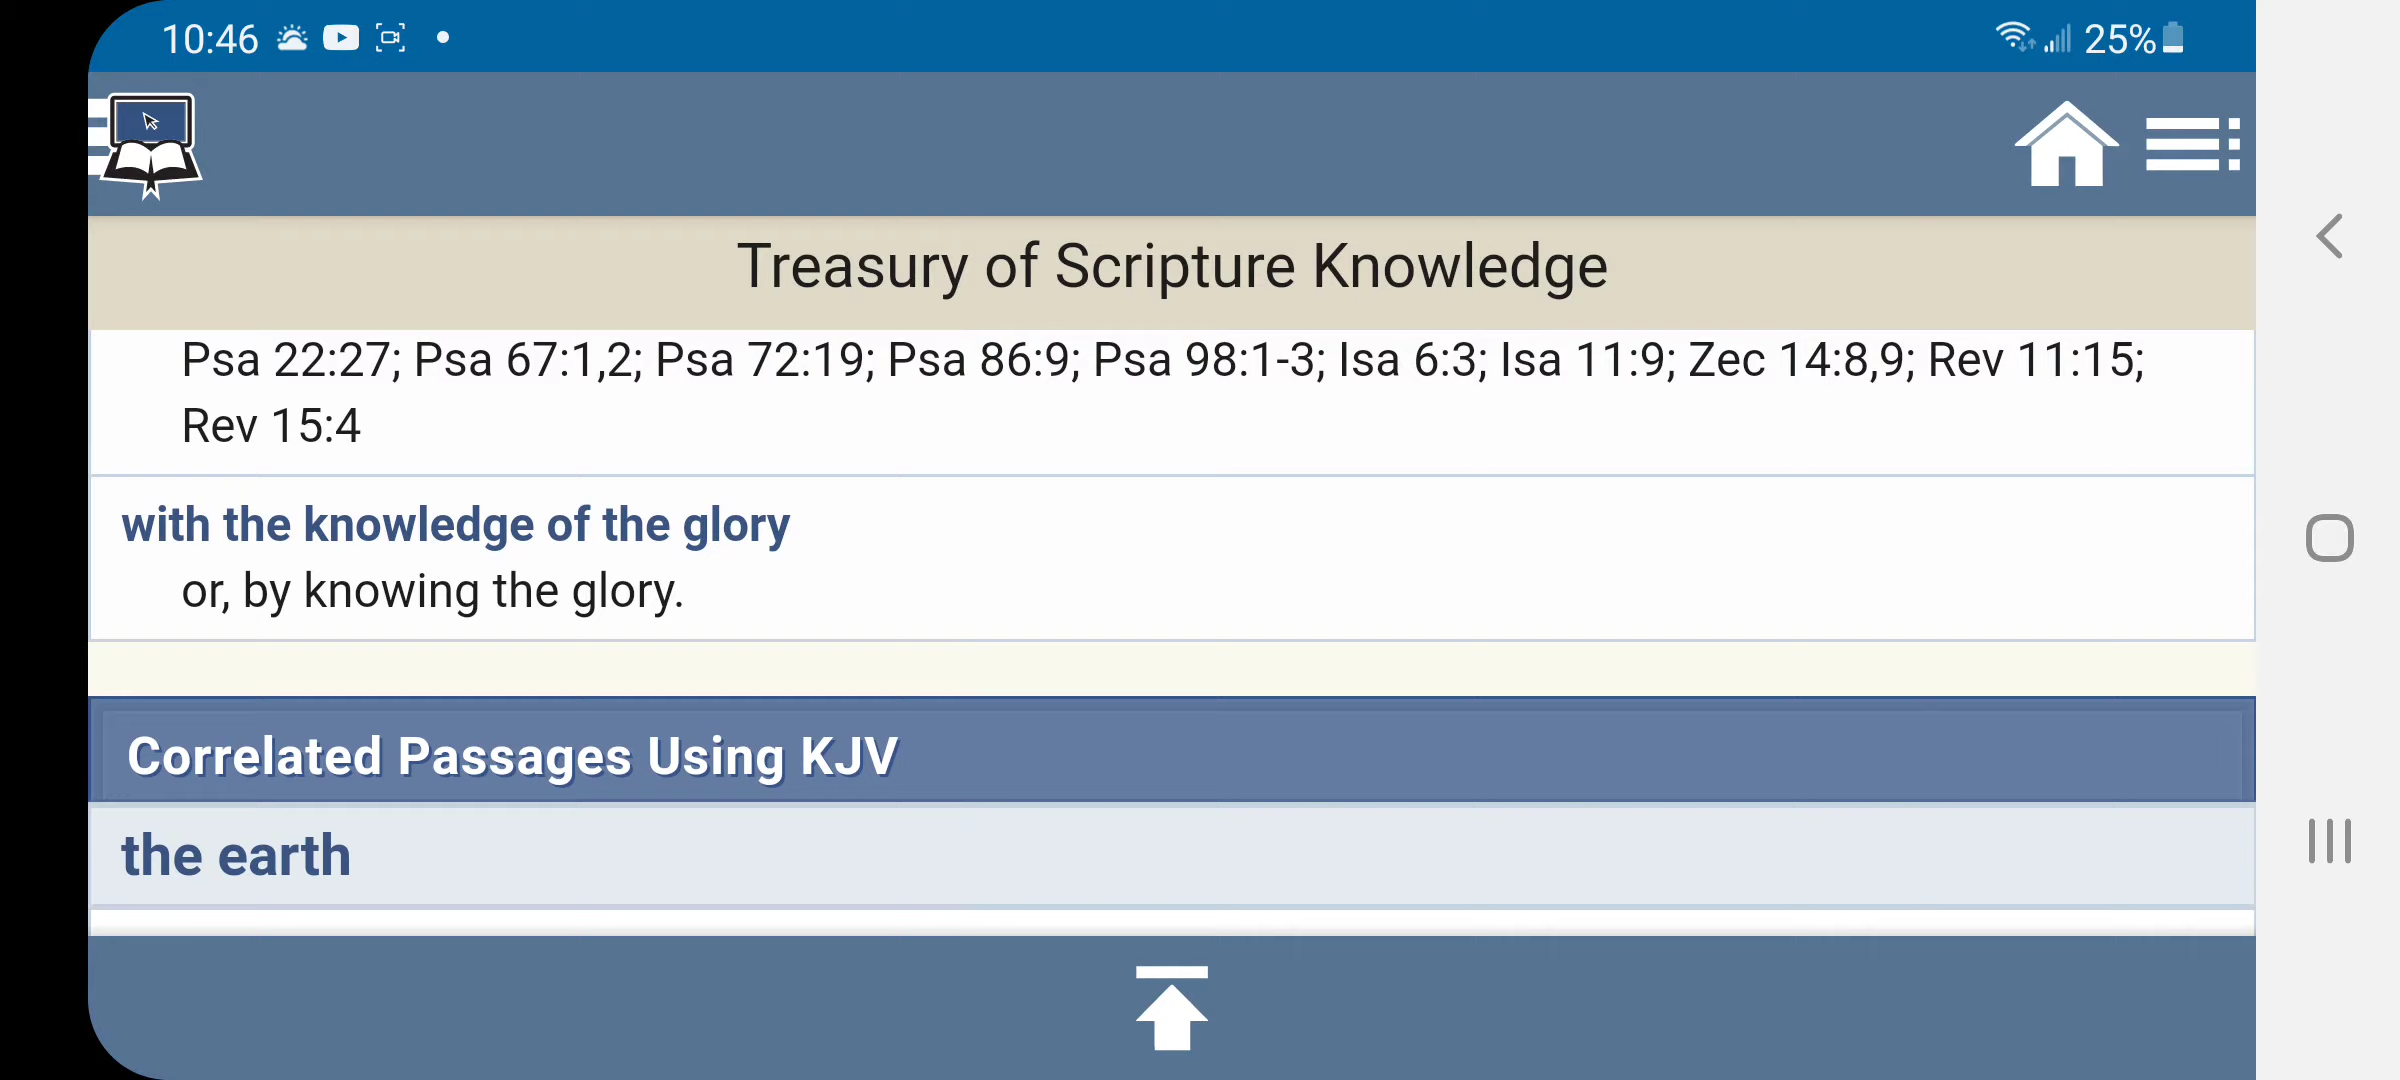 10:46
25%
Treasury of Scripture Knowledge
Psa 22:27; Psa 67:1,2; Psa 72:19; Psa 86:9; Psa 98:1-3; Isa 6:3; Isa 11:9; Zec 14:8,9; Rev 11:15;
Rev 15:4
with the knowledge of the glory
or, by knowing the glory.
Correlated Passages Using KJV
the earth